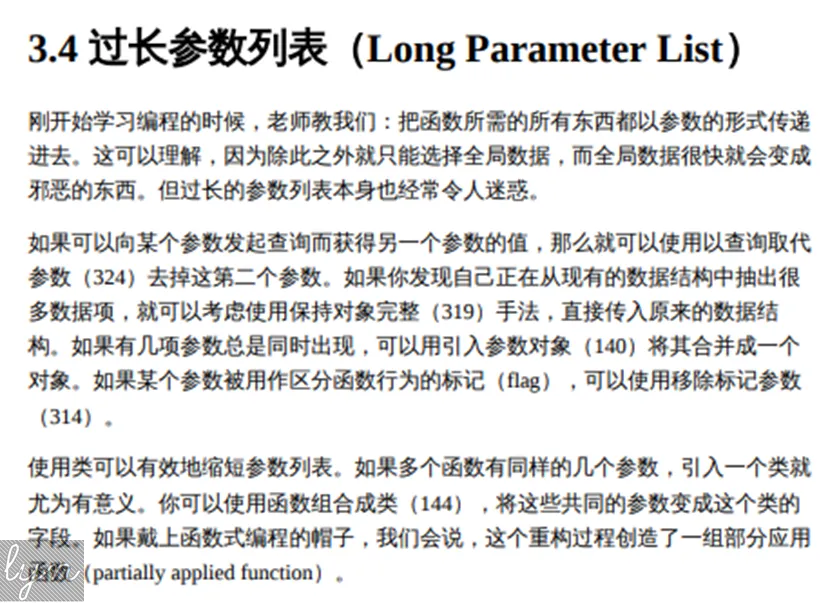 3.4 过长参数列表（Long Parameter List）
刚开始学习编程的时候，老师教我们：把函数所需的所有东西都以参数的形式传递
进去。这可以理解，因为除此之外就只能选择全局数据，而全局数据很快就会变成
邪恶的东西。但过长的参数列表本身也经常令人迷惑。
如果可以向某个参数发起查询而获得另一个参数的值，那么就可以使用以查询取代
参数（324）去掉这第二个参数。如果你发现自己正在从现有的数据结构中抽出很
多数据项，就可以考虑使用保持对象完整（319）手法，直接传入原来的数据结
构。如果有几项参数总是同时出现，可以用引入参数对象（140）将其合并成一个
对象。如果某个参数被用作区分函数行为的标记（flag），可以使用移除标记参数
（314）。
使用类可以有效地缩短参数列表。如果多个函数有同样的几个参数，引入一个类就
尤为有意义。你可以使用函数组合成类（144），将这些共同的参数变成这个类的
字段。如果戴上函数式编程的帽子，我们会说，这个重构过程创造了一组部分应用
函数（partially applied function）。
lyn